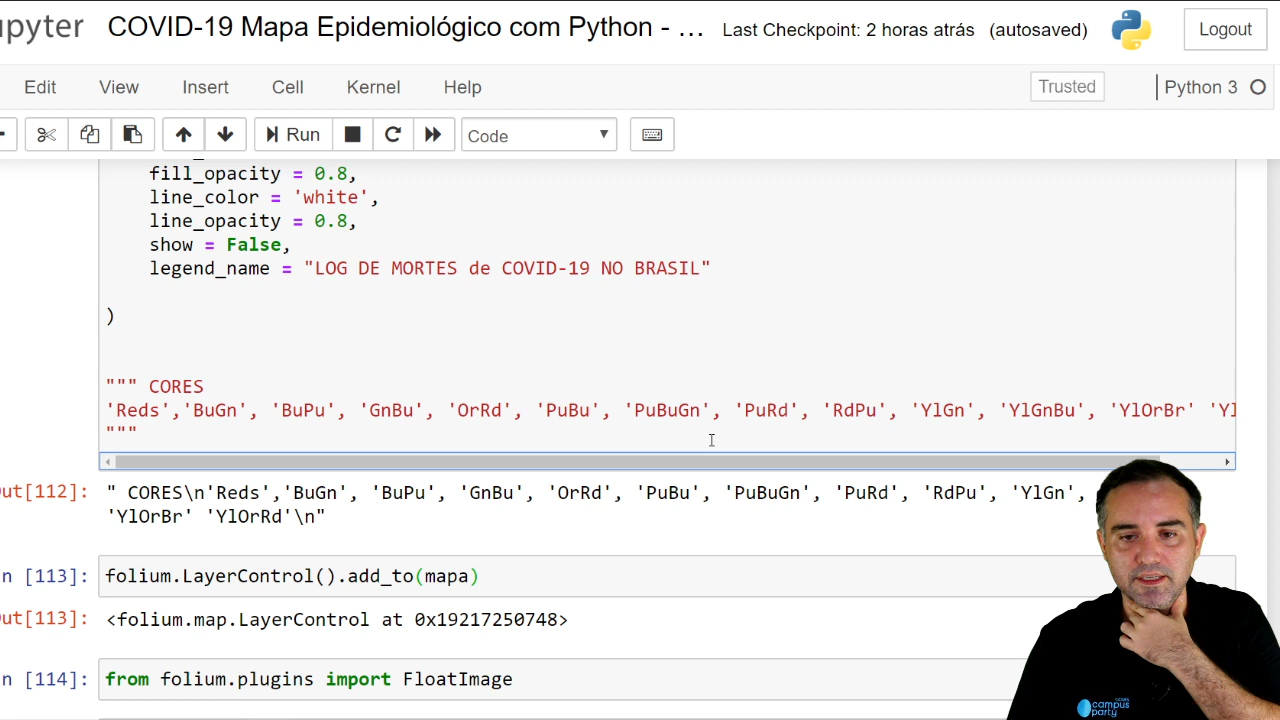 upyter COVID-19 Mapa Epidemiológico com Python - ... Last Checkpoint: 2 horas atrás (autosaved) Logout
Edit View Insert Cell Kernel Help Trusted Python 3
Run Code
fill_opacity = 0.8,
line_color = 'white',
line_opacity = 0.8,
show = False,
legend_name = "LOG DE MORTES de COVID-19 NO BRASIL"
)
""" CORES
'Reds','BuGn', 'BuPu', 'GnBu', 'OrRd', 'PuBu', 'PuBuGn', 'PuRd', 'RdPu', 'YlGn', 'YlGnBu', 'YlOrBr' 'Yl
"""
ut[112]: " CORES\n'Reds','BuGn', 'BuPu', 'GnBu', 'OrRd', 'PuBu', 'PuBuGn', 'PuRd', 'RdPu', 'YlGn',
'YlOrBr' 'YlOrRd'\n"
n [113]: folium.LayerControl().add_to(mapa)
ut[113]: <folium.map.LayerControl at 0x19217250748>
n [114]: from folium.plugins import FloatImage
campus
party